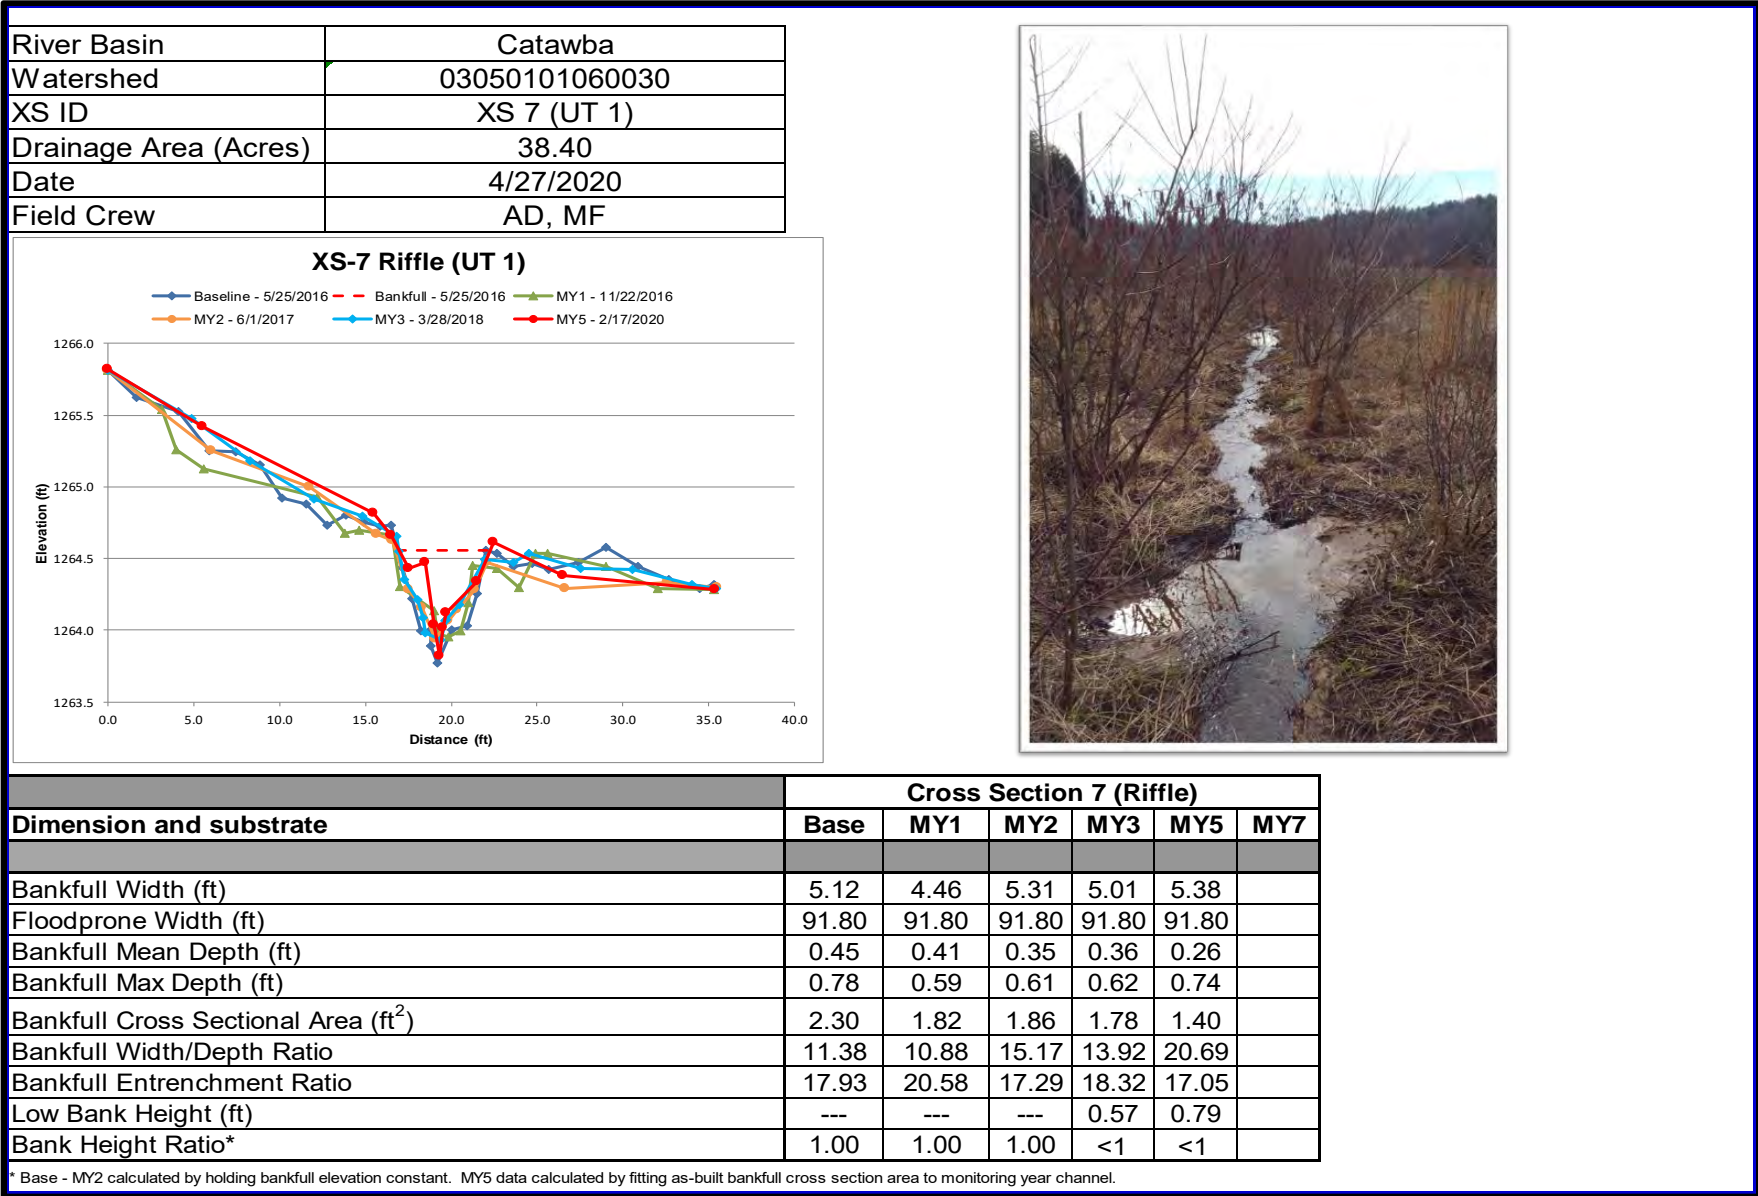 River Basin Catawba
Watershed 03050101060030
XS ID XS 7 (UT 1)
Drainage Area (Acres) 38.40
Date 4/27/2020
Field Crew AD, MF
XS-7 Riffle (UT 1)
Baseline - 5/25/2016 Bankfull - 5/25/2016 MY1 - 11/22/2016
MY2 - 6/1/2017 MY3 - 3/28/2018 MY5 - 2/17/2020
1266.0
1265.5
1265.0
1264.5
1264.0
1263.5
Elevation (ft)
0.0 5.0 10.0 15.0 20.0 25.0 30.0 35.0 40.0
Distance (ft)
Cross Section 7 (Riffle)
Dimension and substrate Base MY1 MY2 MY3 MY5 MY7
Bankfull Width (ft) 5.12 4.46 5.31 5.01 5.38
Floodprone Width (ft) 91.80 91.80 91.80 91.80 91.80
Bankfull Mean Depth (ft) 0.45 0.41 0.35 0.36 0.26
Bankfull Max Depth (ft) 0.78 0.59 0.61 0.62 0.74
Bankfull Cross Sectional Area (ft²) 2.30 1.82 1.86 1.78 1.40
Bankfull Width/Depth Ratio 11.38 10.88 15.17 13.92 20.69
Bankfull Entrenchment Ratio 17.93 20.58 17.29 18.32 17.05
Low Bank Height (ft) --- --- --- 0.57 0.79
Bank Height Ratio* 1.00 1.00 1.00 <1 <1
* Base - MY2 calculated by holding bankfull elevation constant.  MY5 data calculated by fitting as-built bankfull cross section area to monitoring year channel.